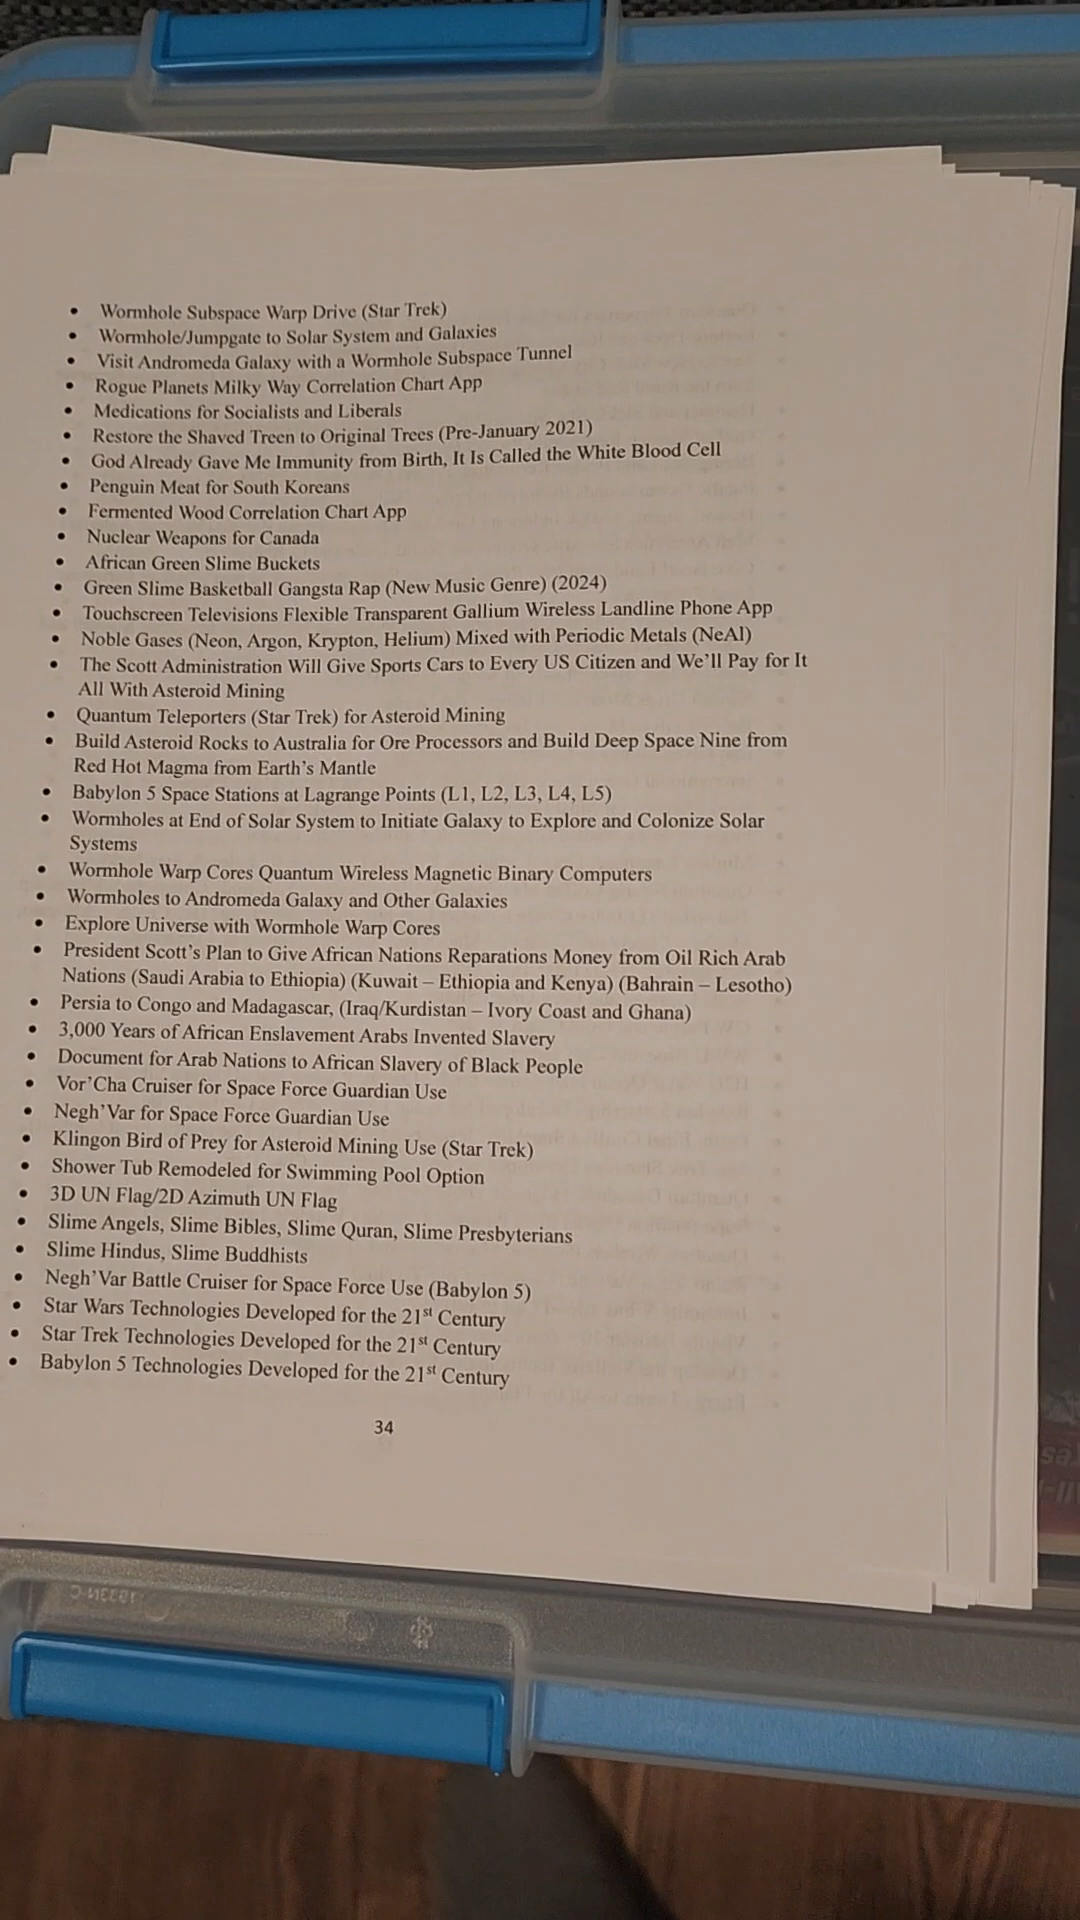 • Wormhole Subspace Warp Drive (Star Trek)
• Wormhole/Jumpgate to Solar System and Galaxies
• Visit Andromeda Galaxy with a Wormhole Subspace Tunnel
• Rogue Planets Milky Way Correlation Chart App
• Medications for Socialists and Liberals
• Restore the Shaved Treen to Original Trees (Pre-January 2021)
• God Already Gave Me Immunity from Birth, It Is Called the White Blood Cell
• Penguin Meat for South Koreans
• Fermented Wood Correlation Chart App
• Nuclear Weapons for Canada
• African Green Slime Buckets
• Green Slime Basketball Gangsta Rap (New Music Genre) (2024)
• Touchscreen Televisions Flexible Transparent Gallium Wireless Landline Phone App
• Noble Gases (Neon, Argon, Krypton, Helium) Mixed with Periodic Metals (NeAl)
• The Scott Administration Will Give Sports Cars to Every US Citizen and We'll Pay for It
All With Asteroid Mining
• Quantum Teleporters (Star Trek) for Asteroid Mining
• Build Asteroid Rocks to Australia for Ore Processors and Build Deep Space Nine from
Red Hot Magma from Earth's Mantle
• Babylon 5 Space Stations at Lagrange Points (L1, L2, L3, L4, L5)
• Wormholes at End of Solar System to Initiate Galaxy to Explore and Colonize Solar
Systems
• Wormhole Warp Cores Quantum Wireless Magnetic Binary Computers
• Wormholes to Andromeda Galaxy and Other Galaxies
• Explore Universe with Wormhole Warp Cores
• President Scott's Plan to Give African Nations Reparations Money from Oil Rich Arab
Nations (Saudi Arabia to Ethiopia) (Kuwait – Ethiopia and Kenya) (Bahrain – Lesotho)
• Persia to Congo and Madagascar, (Iraq/Kurdistan – Ivory Coast and Ghana)
• 3,000 Years of African Enslavement Arabs Invented Slavery
• Document for Arab Nations to African Slavery of Black People
• Vor'Cha Cruiser for Space Force Guardian Use
• Negh'Var for Space Force Guardian Use
• Klingon Bird of Prey for Asteroid Mining Use (Star Trek)
• Shower Tub Remodeled for Swimming Pool Option
• 3D UN Flag/2D Azimuth UN Flag
• Slime Angels, Slime Bibles, Slime Quran, Slime Presbyterians
• Slime Hindus, Slime Buddhists
• Negh'Var Battle Cruiser for Space Force Use (Babylon 5)
• Star Wars Technologies Developed for the 21st Century
• Star Trek Technologies Developed for the 21st Century
• Babylon 5 Technologies Developed for the 21st Century
34